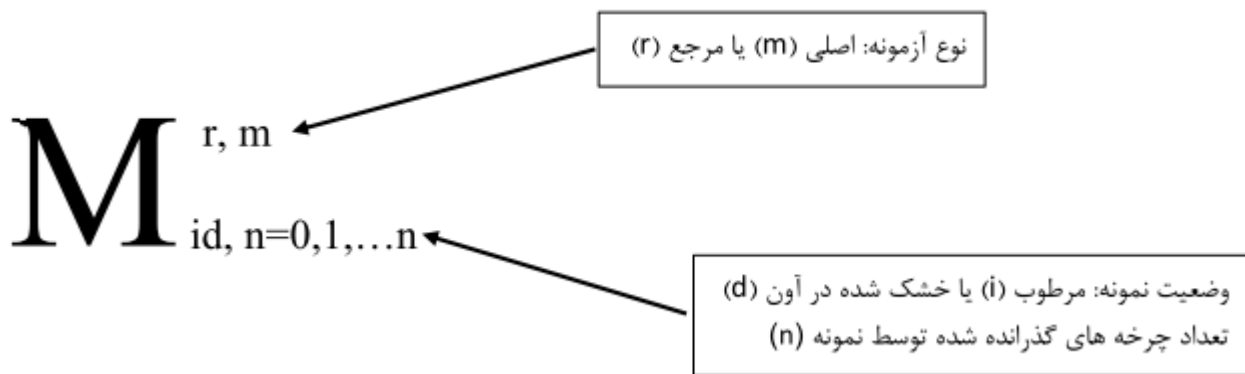 نوع آزمونه: اصلی (m) یا مرجع (r)
M
r, m
id, n=0,1,…n
وضعیت نمونه: مرطوب (i) یا خشک شده در آون (d)
تعداد چرخه های گذرانده شده توسط نمونه (n)